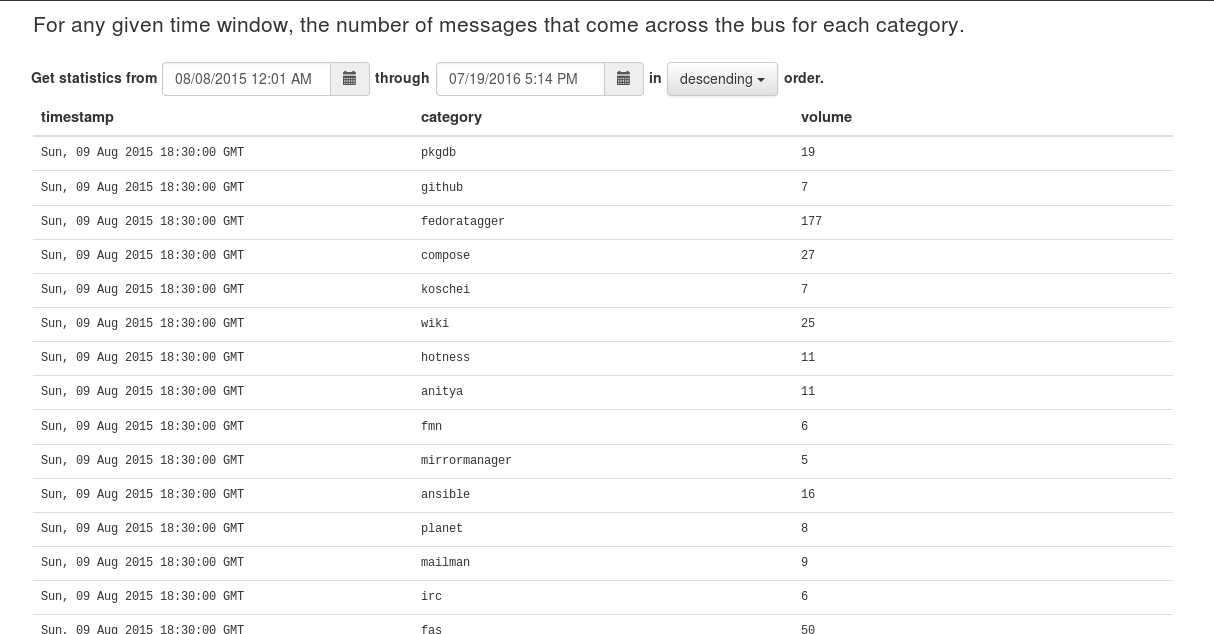 For any given time window, the number of messages that come across the bus for each category.
Get statistics from 08/08/2015 12:01 AM through 07/19/2016 5:14 PM in descending order.
timestamp category volume
Sun, 09 Aug 2015 18:30:00 GMT pkgdb 19
Sun, 09 Aug 2015 18:30:00 GMT github 7
Sun, 09 Aug 2015 18:30:00 GMT fedoratagger 177
Sun, 09 Aug 2015 18:30:00 GMT compose 27
Sun, 09 Aug 2015 18:30:00 GMT koschei 7
Sun, 09 Aug 2015 18:30:00 GMT wiki 25
Sun, 09 Aug 2015 18:30:00 GMT hotness 11
Sun, 09 Aug 2015 18:30:00 GMT anitya 11
Sun, 09 Aug 2015 18:30:00 GMT fmn 6
Sun, 09 Aug 2015 18:30:00 GMT mirrormanager 5
Sun, 09 Aug 2015 18:30:00 GMT ansible 16
Sun, 09 Aug 2015 18:30:00 GMT planet 8
Sun, 09 Aug 2015 18:30:00 GMT mailman 9
Sun, 09 Aug 2015 18:30:00 GMT irc 6
Sun, 09 Aug 2015 18:30:00 GMT fas 50